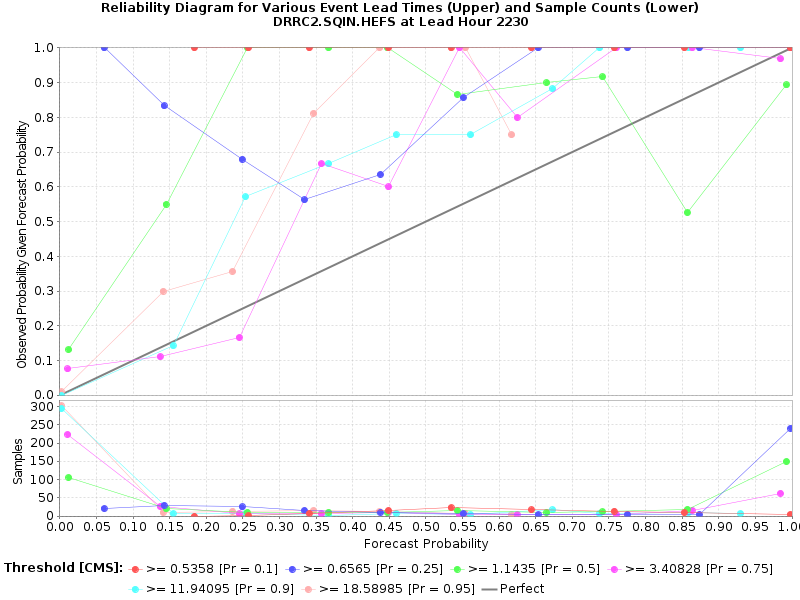 Reliability Diagram for Various Event Lead Times (Upper) and Sample Counts (Lower)
DRRC2.SQIN.HEFS at Lead Hour 2230
Observed Probability Given Forecast Probability
1.0
0.9
0.8
0.7
0.6
0.5
0.4
0.3
0.2
0.1
0.0
Samples
300
250
200
150
100
50
0
0.00 0.05 0.10 0.15 0.20 0.25 0.30 0.35 0.40 0.45 0.50 0.55 0.60 0.65 0.70 0.75 0.80 0.85 0.90 0.95 1.00
Forecast Probability
Threshold [CMS]: >= 0.5358 [Pr = 0.1] >= 0.6565 [Pr = 0.25] >= 1.1435 [Pr = 0.5] >= 3.40828 [Pr = 0.75]
>= 11.94095 [Pr = 0.9] >= 18.58985 [Pr = 0.95] Perfect